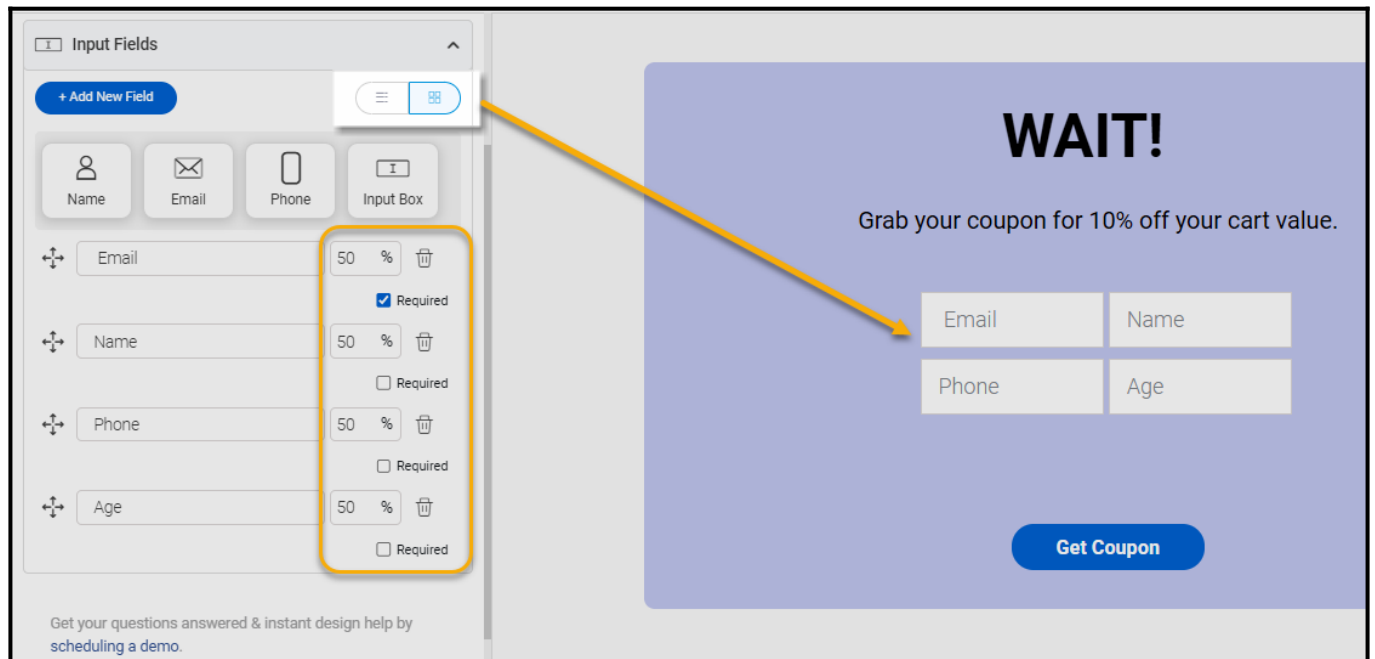 Input Fields
+ Add New Field
Name Email Phone Input Box
Email 50 %
Required
Name 50 %
Required
Phone 50 %
Required
Age 50 %
Required
Get your questions answered & instant design help by
scheduling a demo.
WAIT!
Grab your coupon for 10% off your cart value.
Email Name
Phone Age
Get Coupon